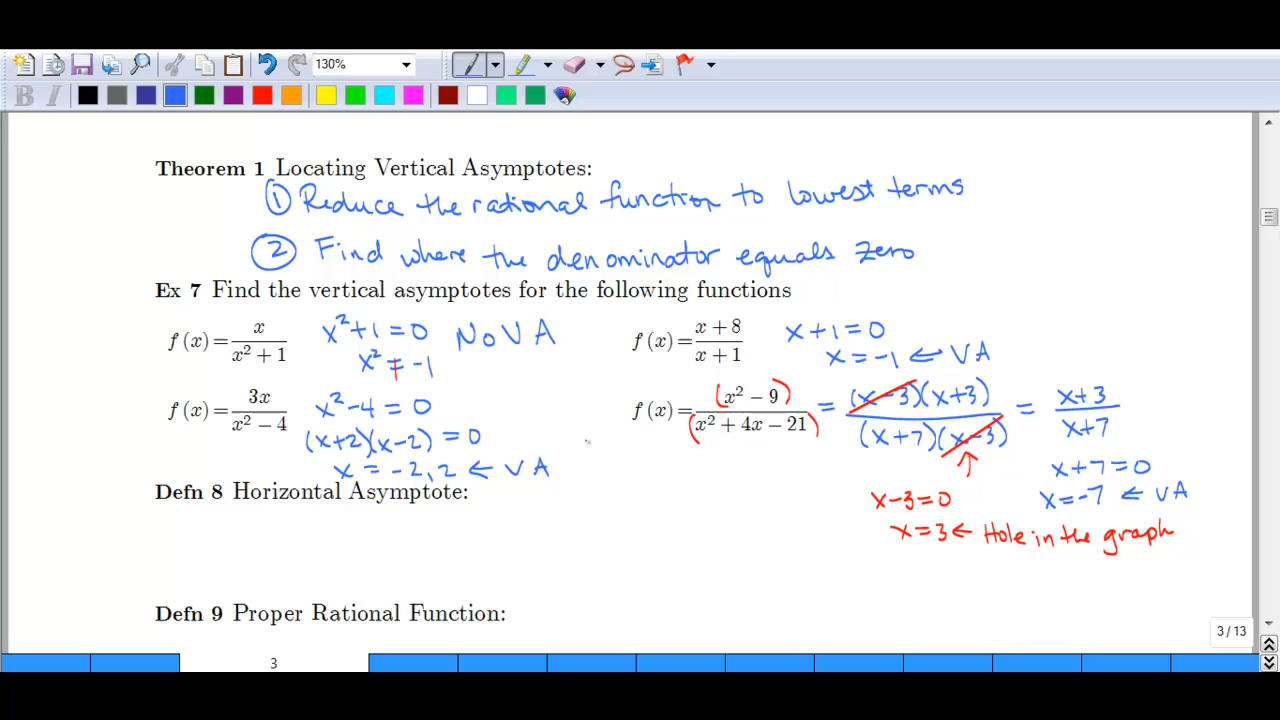 130%
B I
Theorem 1 Locating Vertical Asymptotes:
① Reduce the rational function to lowest terms
② Find where the denominator equals zero
Ex 7 Find the vertical asymptotes for the following functions
f(x) = x / (x² + 1) x² + 1 = 0 No VA
x² ≠ -1
f(x) = (x + 8) / (x + 1) x + 1 = 0
x = -1 ← VA
f(x) = 3x / (x² − 4) x² - 4 = 0
(x+2)(x-2) = 0
x = -2, 2 ← VA
f(x) = (x² − 9) / (x² + 4x − 21) = (x-3)(x+3) / (x+7)(x-3) = x+3 / x+7
x-3=0
x=3 ← Hole in the graph
x+7=0
x=-7 ← VA
Defn 8 Horizontal Asymptote:
Defn 9 Proper Rational Function:
3 / 13
3